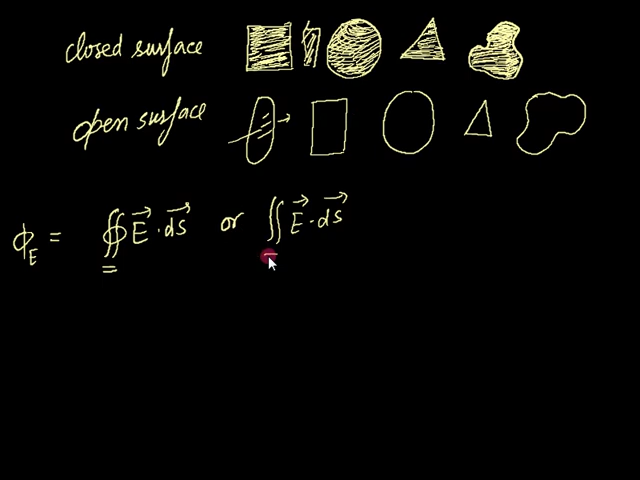 closed surface
open surface
ϕ_E = ∯ E⃗ · ds⃗ or ∬ E⃗ · ds⃗